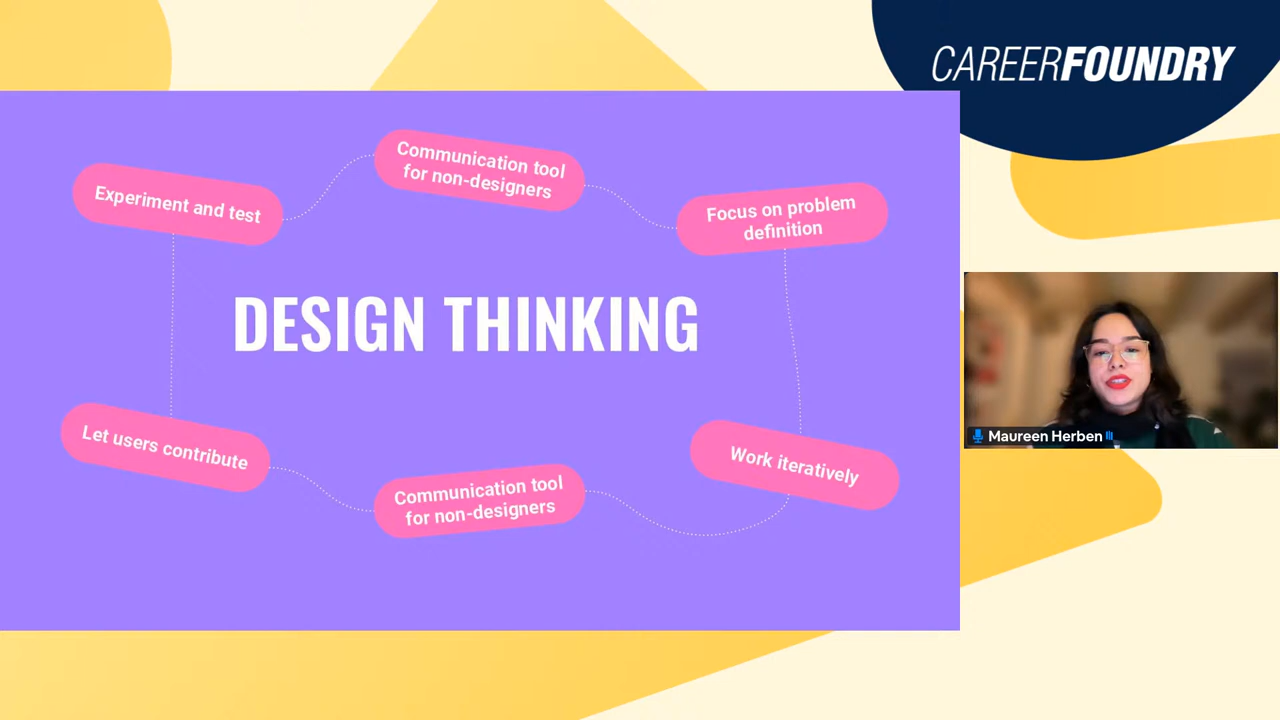 CAREERFOUNDRY
Communication tool
for non-designers
Experiment and test
Focus on problem
definition
DESIGN THINKING
Let users contribute
Communication tool
for non-designers
Work iteratively
Maureen Herben